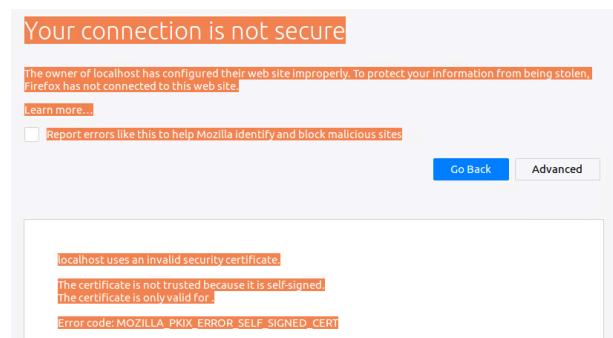 Your connection is not secure
The owner of localhost has configured their web site improperly. To protect your information from being stolen,
Firefox has not connected to this web site.
Learn more…
Report errors like this to help Mozilla identify and block malicious sites
Go Back Advanced
localhost uses an invalid security certificate.
The certificate is not trusted because it is self-signed.
The certificate is only valid for .
Error code: MOZILLA_PKIX_ERROR_SELF_SIGNED_CERT